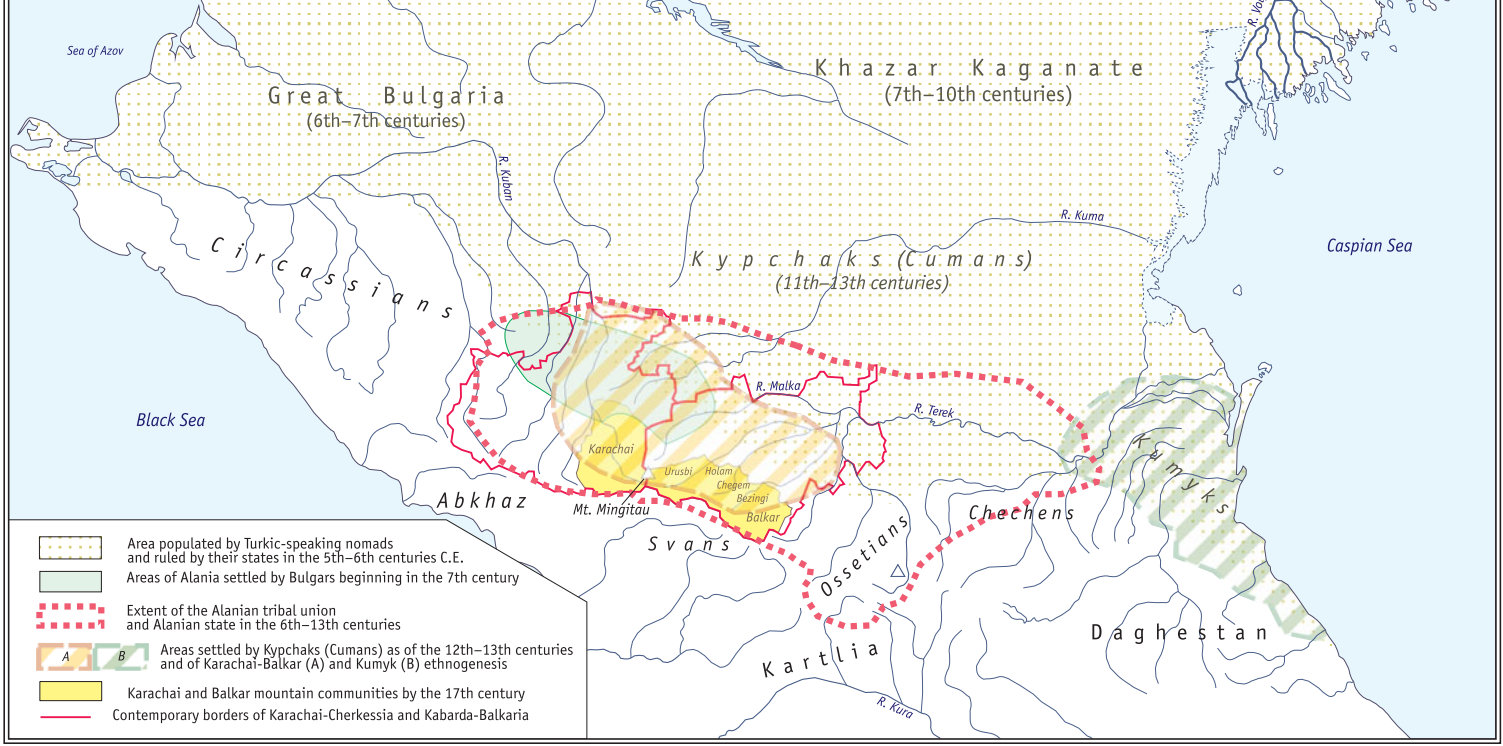 Sea of Azov
R. Vol
Khazar Kaganate
(7th–10th centuries)
Great Bulgaria
(6th–7th centuries)
R. Kuban
R. Kuma
Circassians
Caspian Sea
Kypchaks (Cumans)
(11th–13th centuries)
R. Malka
R. Terek
Black Sea
Karachai
Kumyks
Urusbi
Holam
Chegem
Bezingi
Balkar
Abkhaz
Mt. Mingitau
Chechens
Svans
Ossetians
Daghestan
Kartlia
R. Kura
Area populated by Turkic-speaking nomads
and ruled by their states in the 5th–6th centuries C.E.
Areas of Alania settled by Bulgars beginning in the 7th century
Extent of the Alanian tribal union
and Alanian state in the 6th–13th centuries
A B Areas settled by Kypchaks (Cumans) as of the 12th–13th centuries
and of Karachai-Balkar (A) and Kumyk (B) ethnogenesis
Karachai and Balkar mountain communities by the 17th century
Contemporary borders of Karachai-Cherkessia and Kabarda-Balkaria